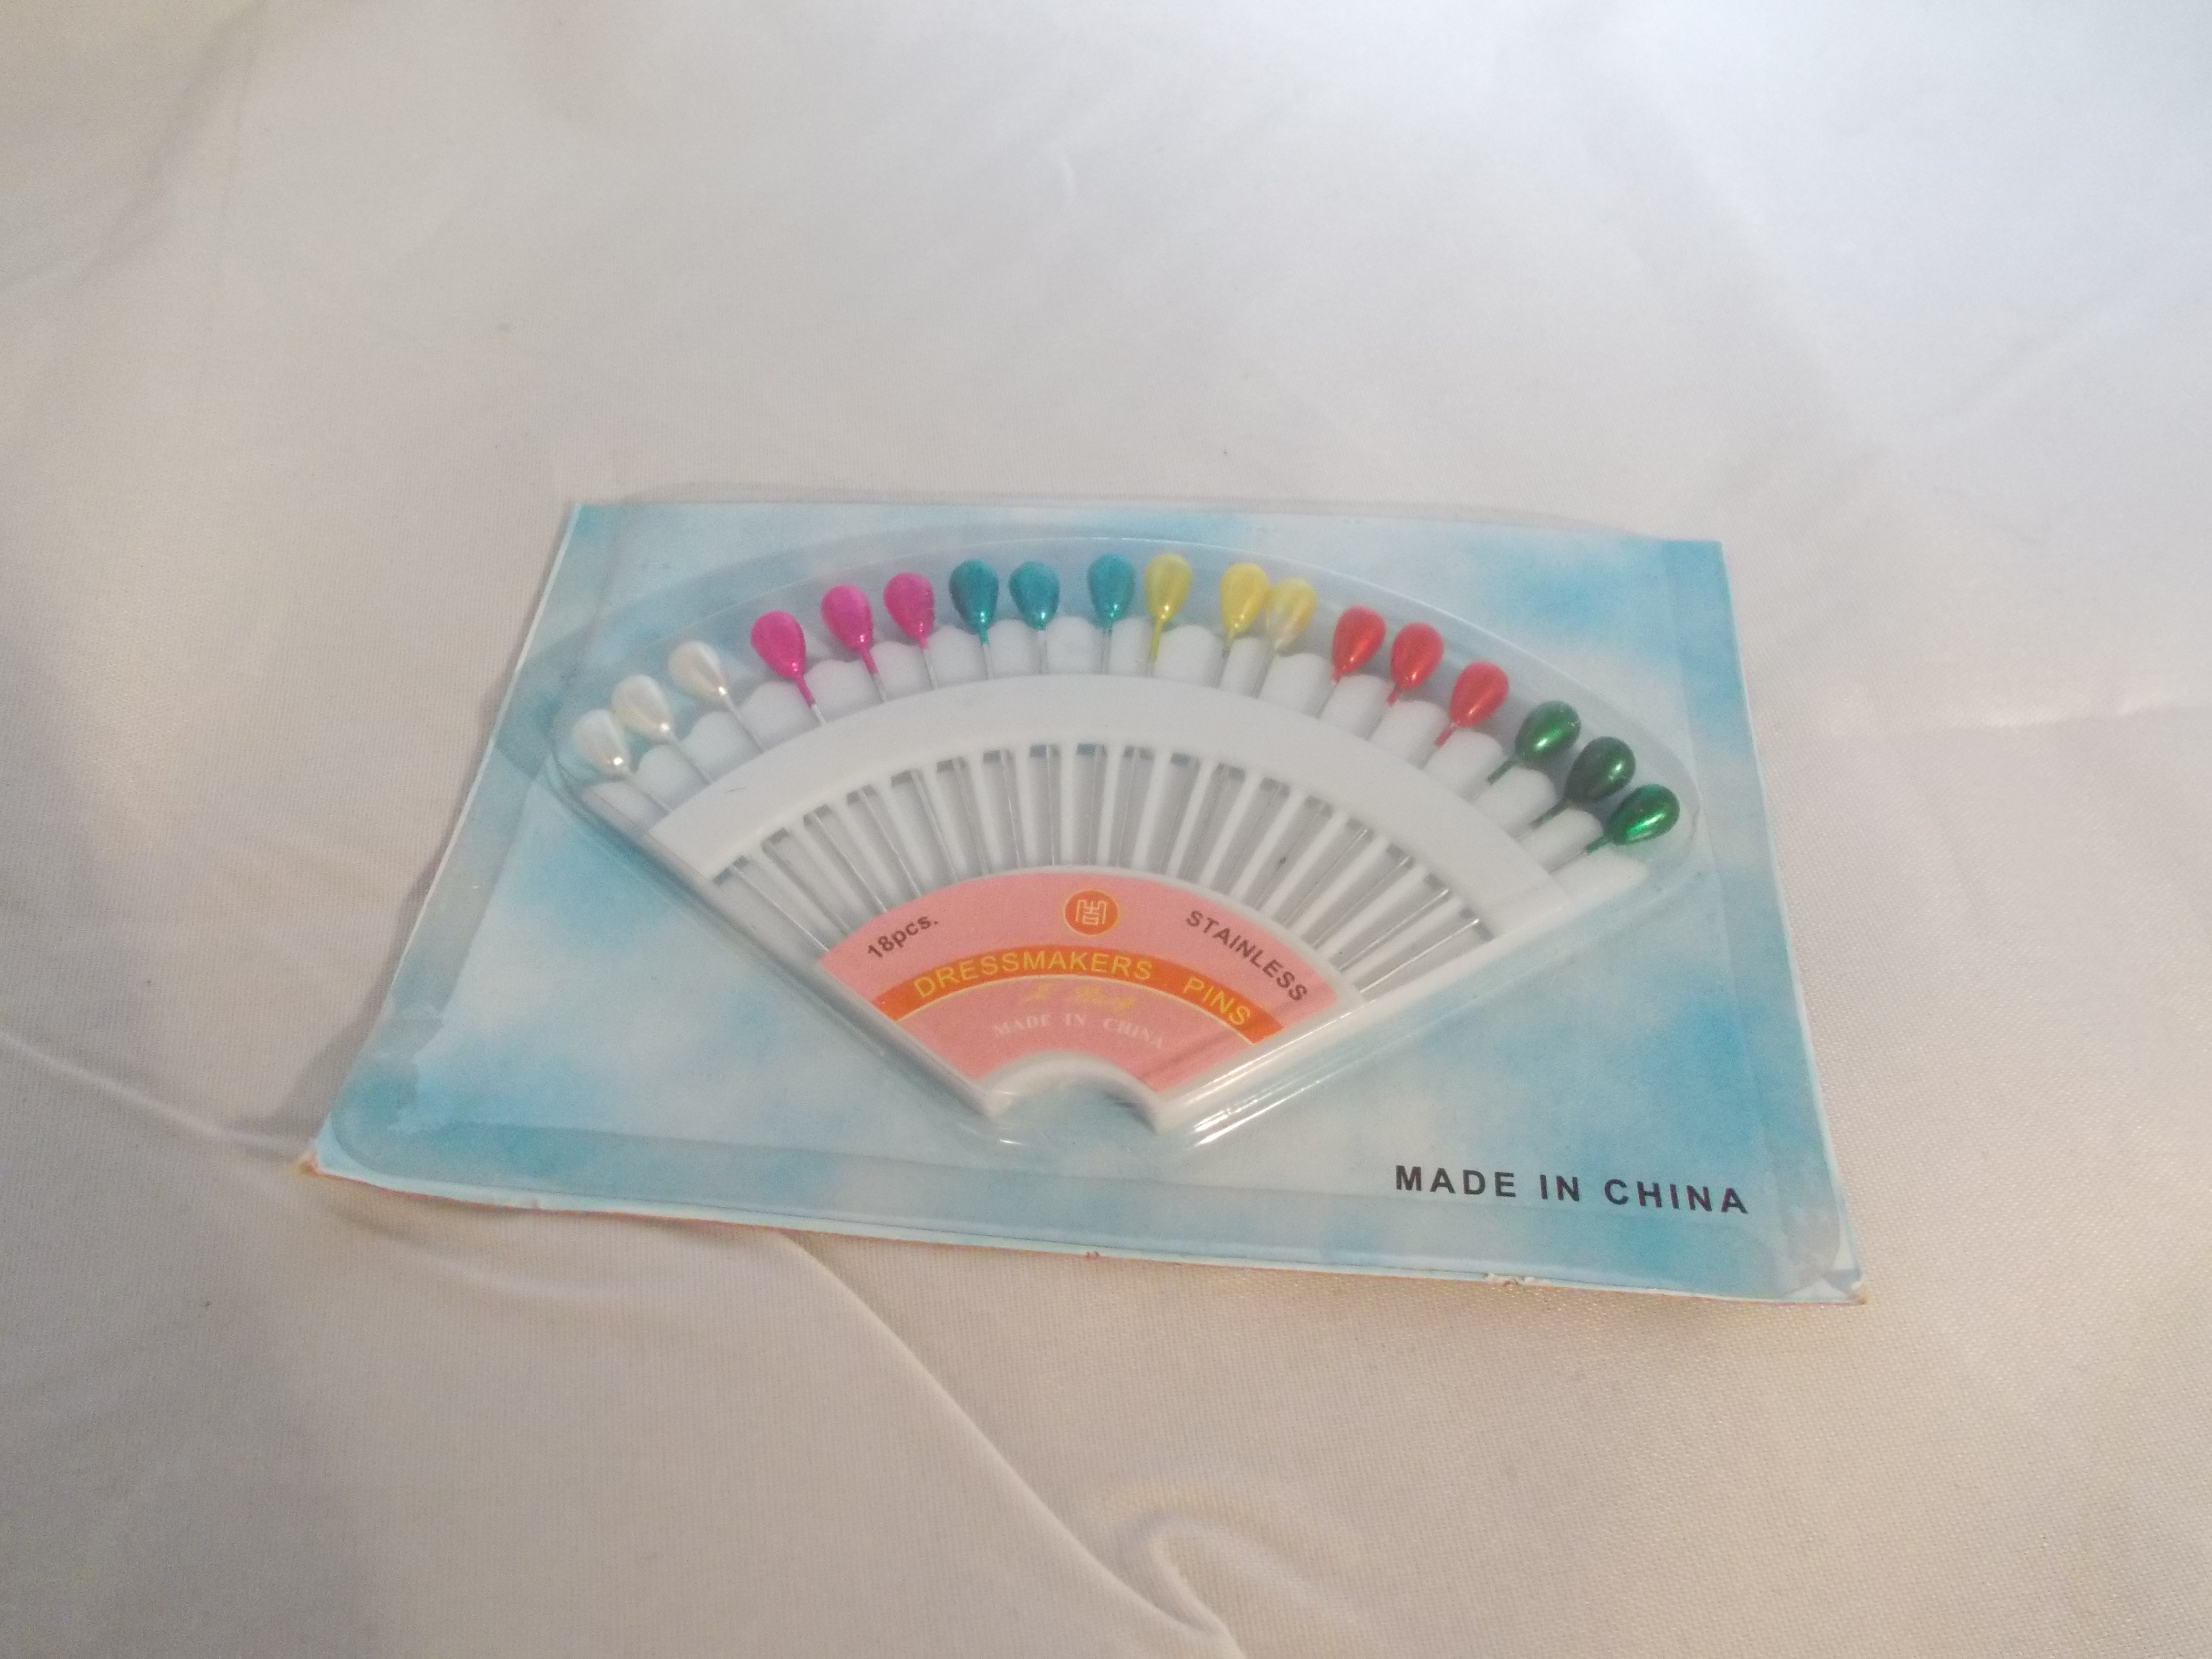 18pcs.
STAINLESS
DRESSMAKERS PINS
MADE IN CHINA
MADE IN CHINA